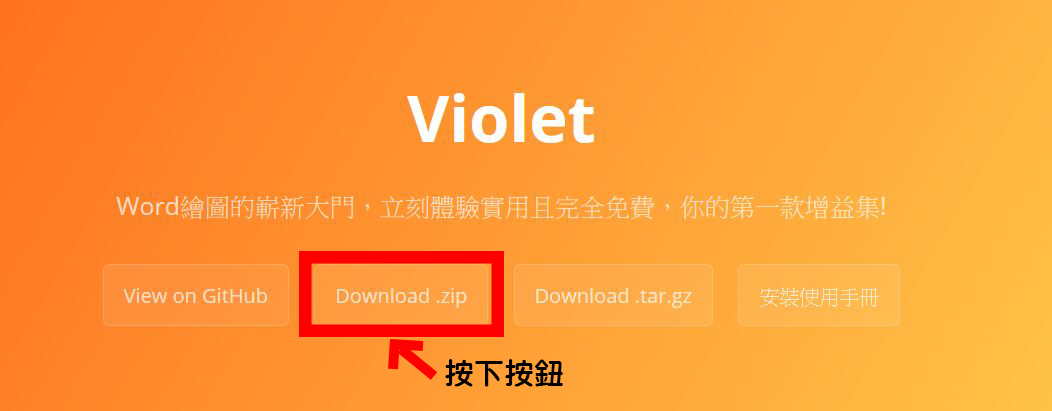 Violet
Word繪圖的嶄新大門，立刻體驗實用且完全免費，你的第一款增益集!
View on GitHub
Download .zip
Download .tar.gz
安裝使用手冊
按下按鈕